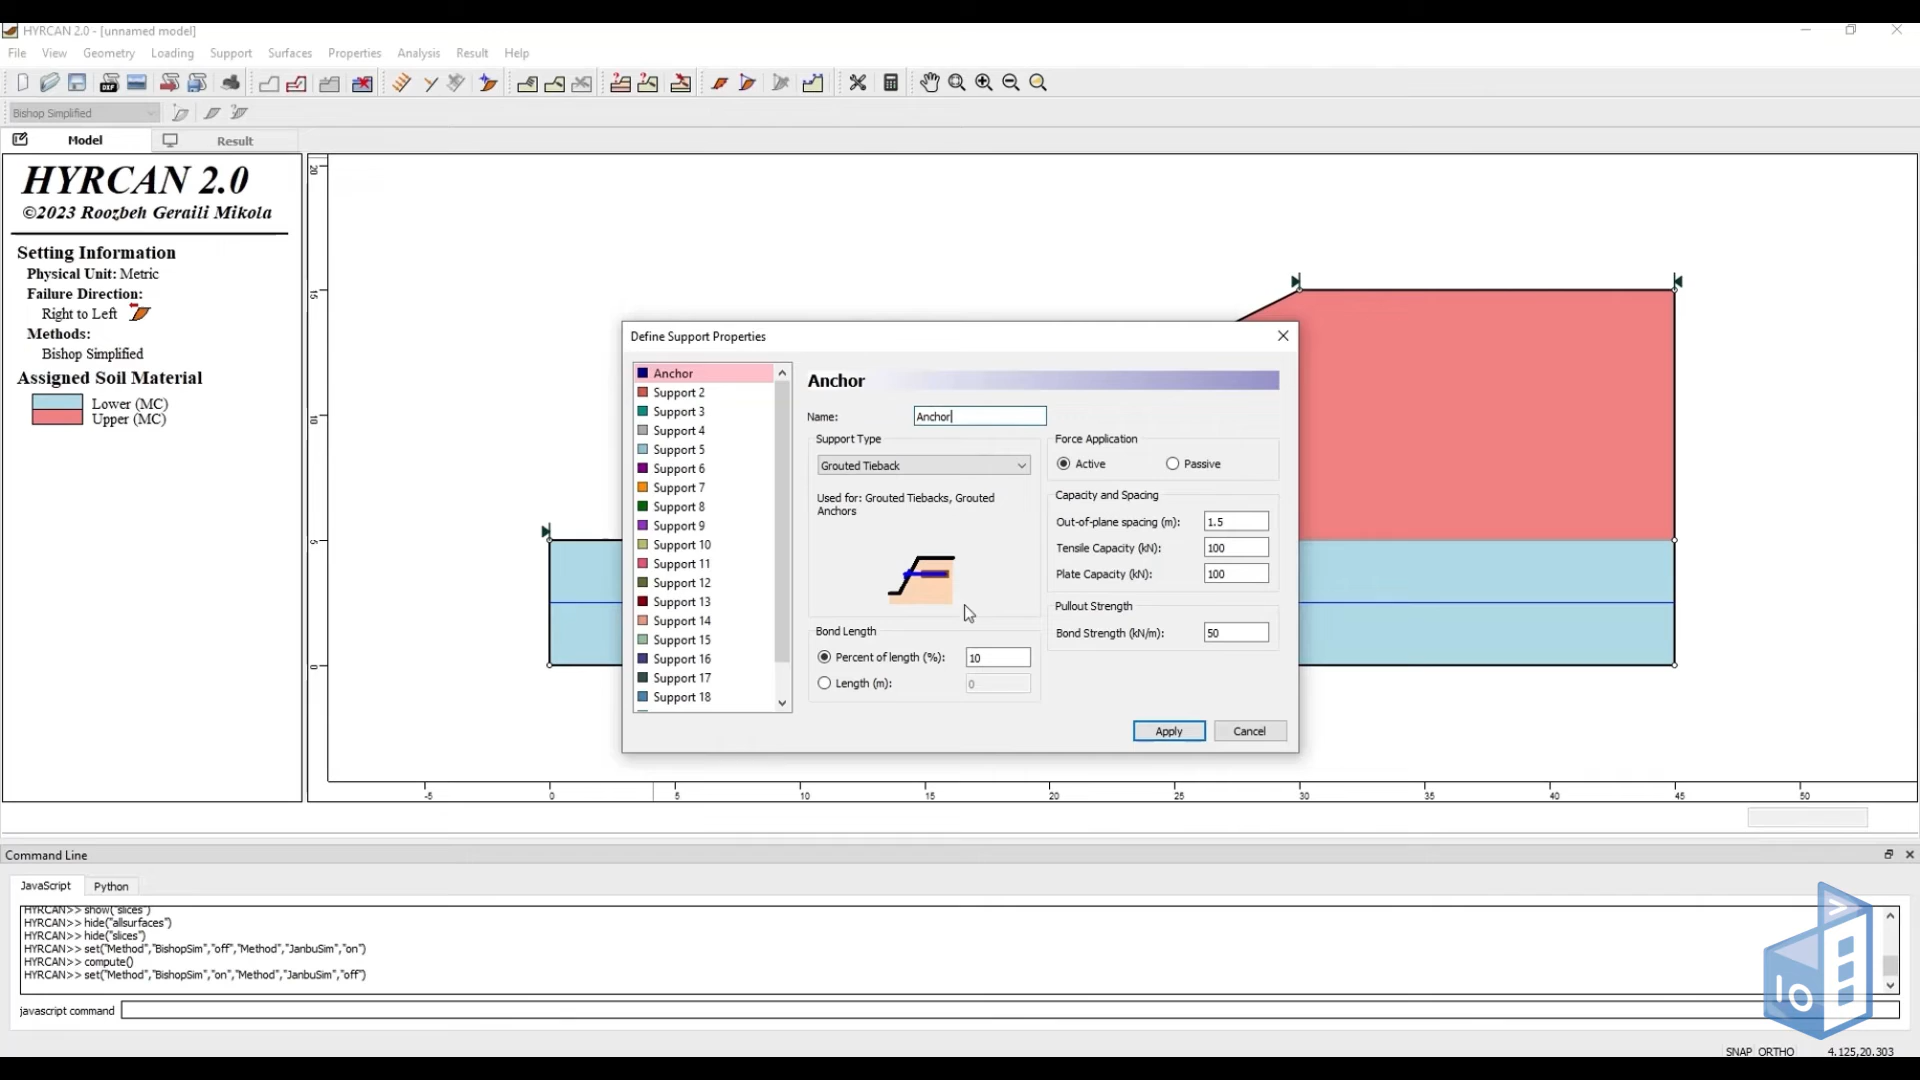 HYRCAN 2.0 - [unnamed model]
File View Geometry Loading Support Surfaces Properties Analysis Result Help
Bishop Simplified
Model Result
HYRCAN 2.0
©2023 Roozbeh Geraili Mikola
Setting Information
Physical Unit: Metric
Failure Direction:
Right to Left
Methods:
Bishop Simplified
Assigned Soil Material
Lower (MC)
Upper (MC)
20
15
10
5
0
Define Support Properties
Anchor
Support 2
Support 3
Support 4
Support 5
Support 6
Support 7
Support 8
Support 9
Support 10
Support 11
Support 12
Support 13
Support 14
Support 15
Support 16
Support 17
Support 18
Anchor
Name: Anchor
Support Type
Grouted Tieback
Used for: Grouted Tiebacks, Grouted
Anchors
Bond Length
Percent of length (%): 10
Length (m): 0
Force Application
Active Passive
Capacity and Spacing
Out-of-plane spacing (m): 1.5
Tensile Capacity (kN): 100
Plate Capacity (kN): 100
Pullout Strength
Bond Strength (kN/m): 50
Apply Cancel
-5 0 5 10 15 20 25 30 35 40 45 50
Command Line
JavaScript Python
HYRCAN>> show("slices")
HYRCAN>> hide("allsurfaces")
HYRCAN>> hide("slices")
HYRCAN>> set("Method","BishopSim","off","Method","JanbuSim","on")
HYRCAN>> compute()
HYRCAN>> set("Method","BishopSim","on","Method","JanbuSim","off")
javascript command
SNAP ORTHO 4.125,20.303